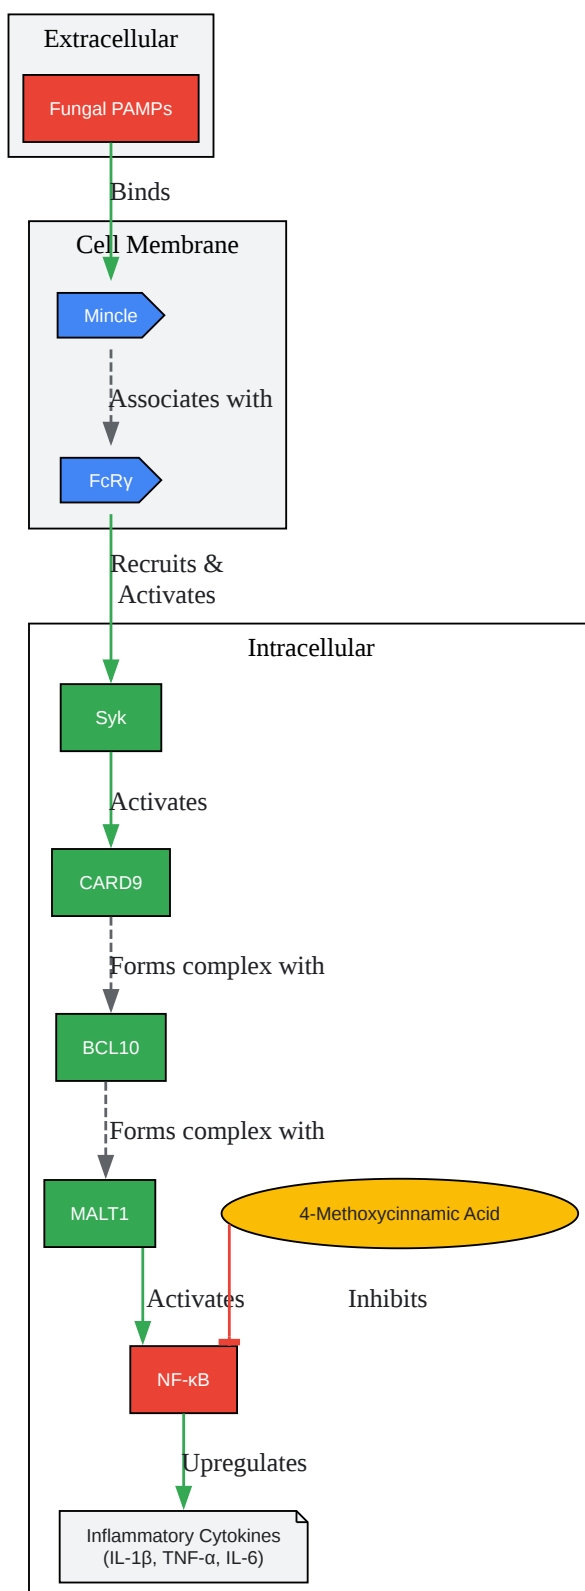 Extracellular
Fungal PAMPs
Binds
Cell Membrane
Mincle
Associates with
FcRγ
Recruits &
Activates
Intracellular
Syk
Activates
CARD9
Forms complex with
BCL10
Forms complex with
MALT1
4-Methoxycinnamic Acid
Activates
Inhibits
NF-κB
Upregulates
Inflammatory Cytokines
(IL-1β, TNF-α, IL-6)